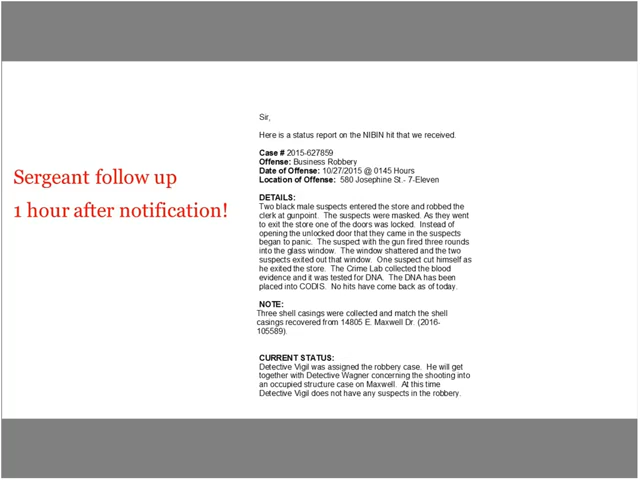 Sergeant follow up
1 hour after notification!
Sir,
Here is a status report on the NIBIN hit that we received.
Case # 2015-627859
Offense: Business Robbery
Date of Offense: 10/27/2015 @ 0145 Hours
Location of Offense: 580 Josephine St.- 7-Eleven
DETAILS:
Two black male suspects entered the store and robbed the
clerk at gunpoint. The suspects were masked. As they went
to exit the store one of the doors was locked. Instead of
opening the unlocked door that they came in the suspects
began to panic. The suspect with the gun fired three rounds
into the glass window. The window shattered and the two
suspects exited out that window. One suspect cut himself as
he exited the store. The Crime Lab collected the blood
evidence and it was tested for DNA. The DNA has been
placed into CODIS. No hits have come back as of today.
NOTE:
Three shell casings were collected and match the shell
casings recovered from 14805 E. Maxwell Dr. (2016-
105589).
CURRENT STATUS:
Detective Vigil was assigned the robbery case. He will get
together with Detective Wagner concerning the shooting into
an occupied structure case on Maxwell. At this time
Detective Vigil does not have any suspects in the robbery.